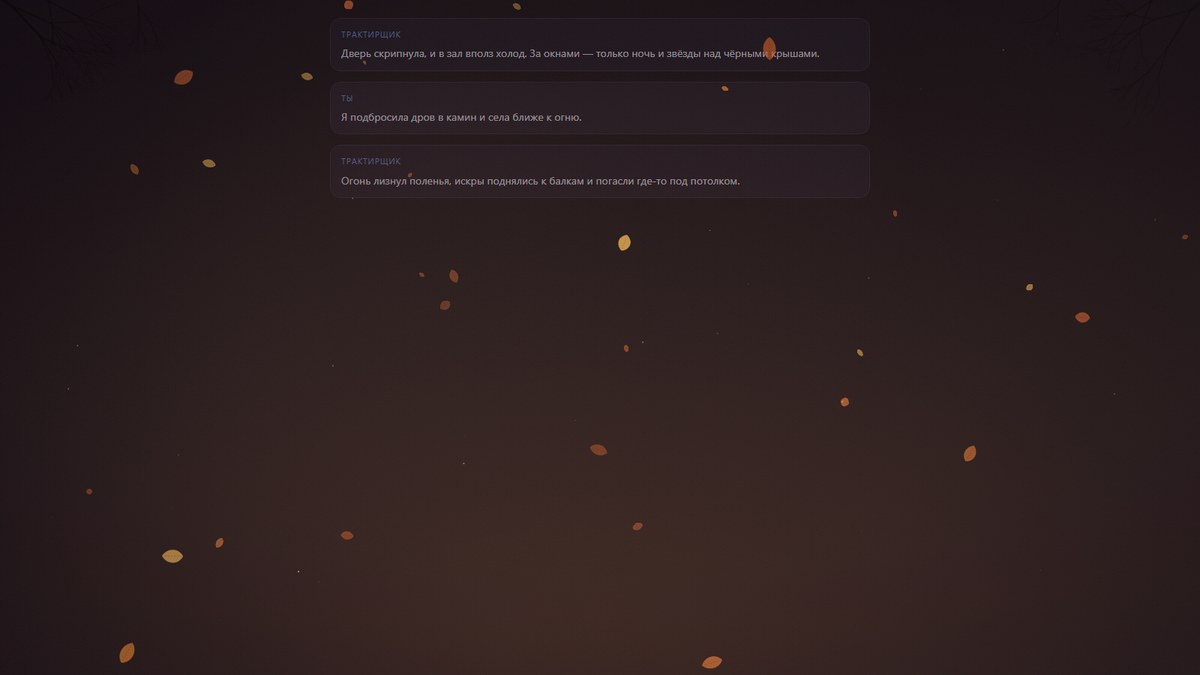 ТРАКТИРЩИК
Дверь скрипнула, и в зал вполз холод. За окнами — только ночь и звёзды над чёрными крышами.
ТЫ
Я подбросила дров в камин и села ближе к огню.
ТРАКТИРЩИК
Огонь лизнул поленья, искры поднялись к балкам и погасли где-то под потолком.